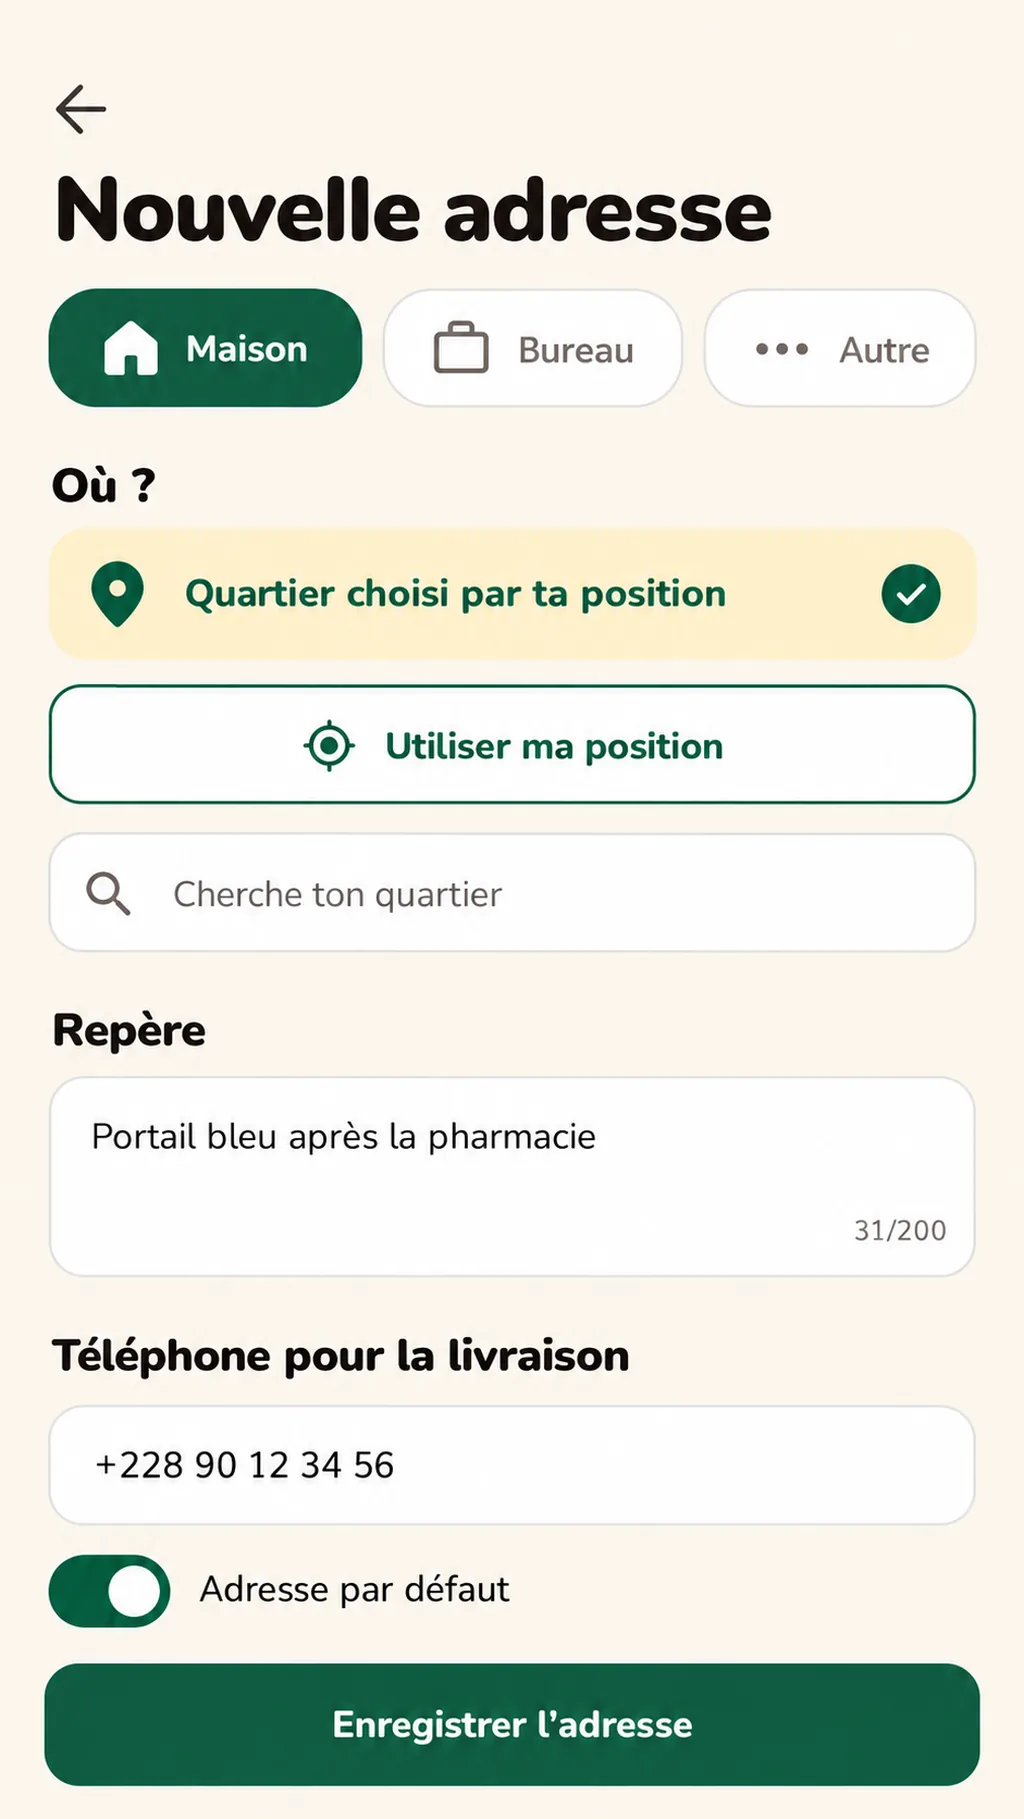 Nouvelle adresse
Maison
Bureau
Autre
Où ?
Quartier choisi par ta position
Utiliser ma position
Cherche ton quartier
Repère
Portail bleu après la pharmacie
31/200
Téléphone pour la livraison
+228 90 12 34 56
Adresse par défaut
Enregistrer l’adresse